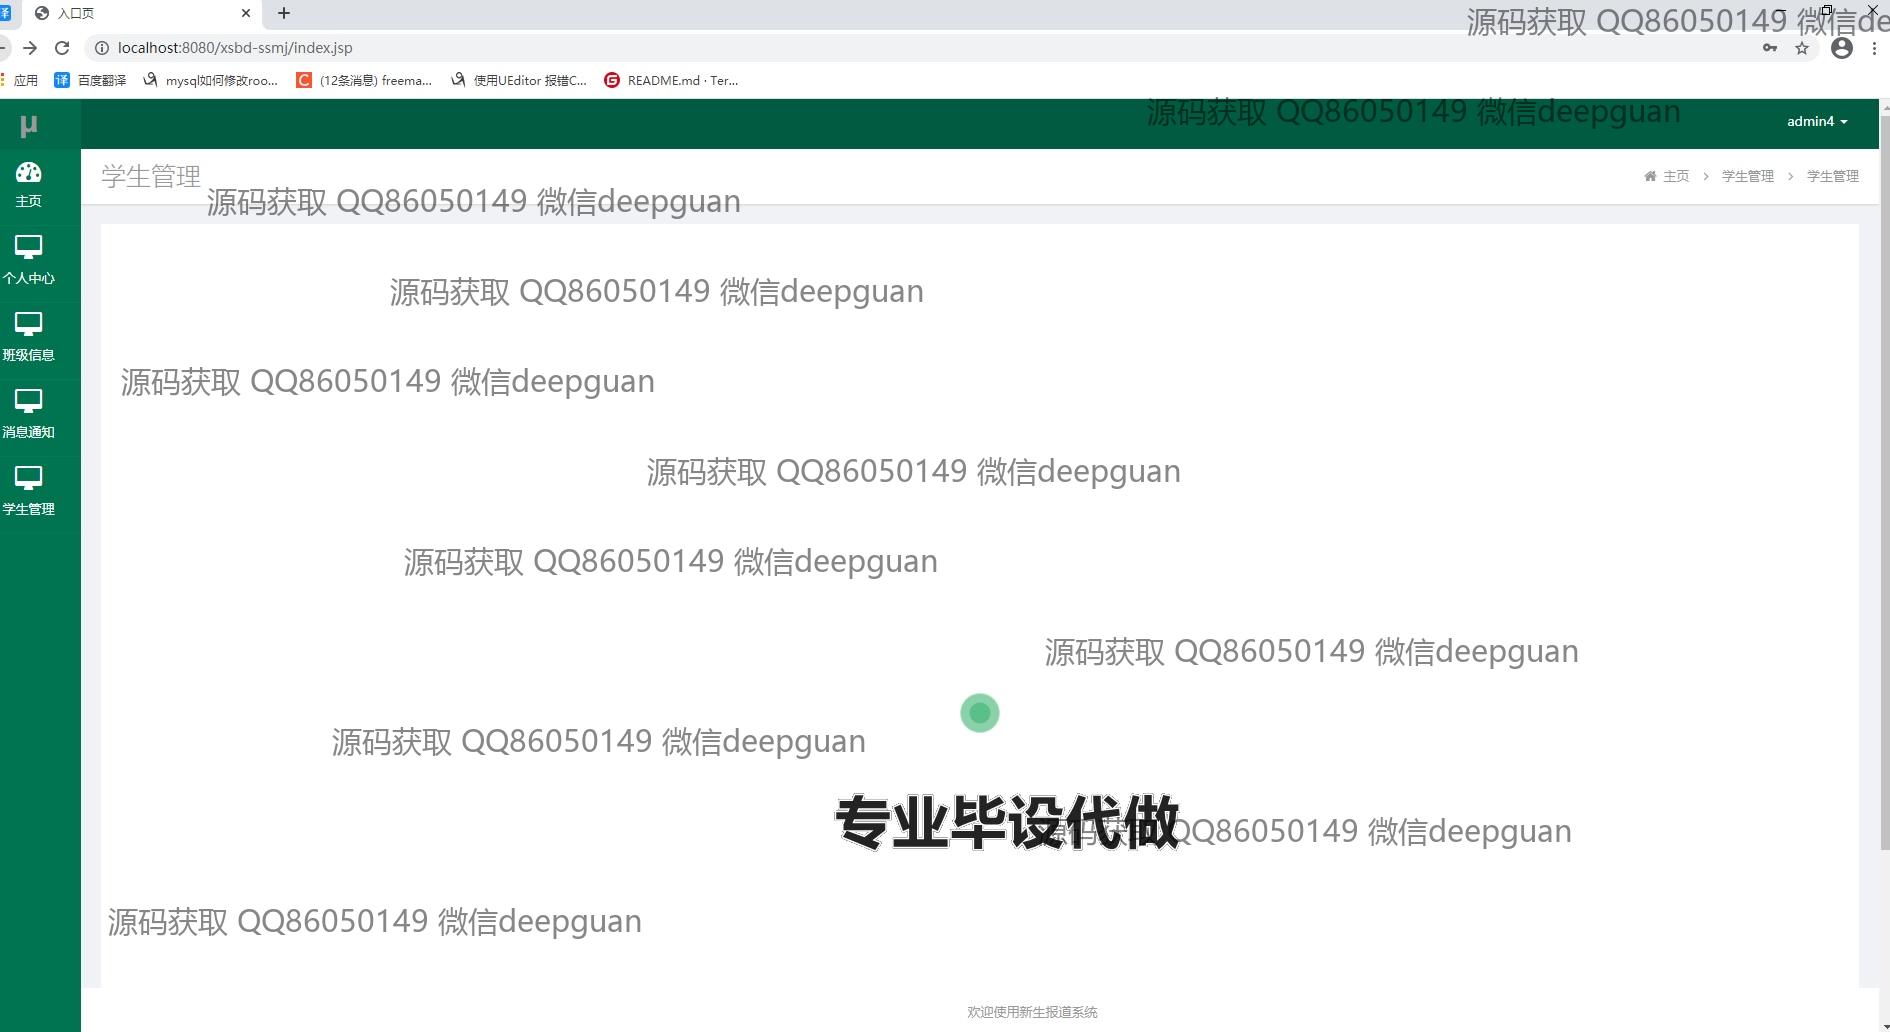 译 入口页
源码获取 QQ86050149 微信de
localhost:8080/xsbd-ssmj/index.jsp
应用 译 百度翻译 mysql如何修改roo... C (12条消息) freema... 使用UEditor 报错C... G README.md · Ter...
源码获取 QQ86050149 微信deepguan
μ admin4
学生管理 主页 学生管理 学生管理
源码获取 QQ86050149 微信deepguan
主页
个人中心
源码获取 QQ86050149 微信deepguan
班级信息
源码获取 QQ86050149 微信deepguan
消息通知
源码获取 QQ86050149 微信deepguan
学生管理
源码获取 QQ86050149 微信deepguan
源码获取 QQ86050149 微信deepguan
源码获取 QQ86050149 微信deepguan
专业毕设代做
源码获取 QQ86050149 微信deepguan
源码获取 QQ86050149 微信deepguan
欢迎使用新生报道系统